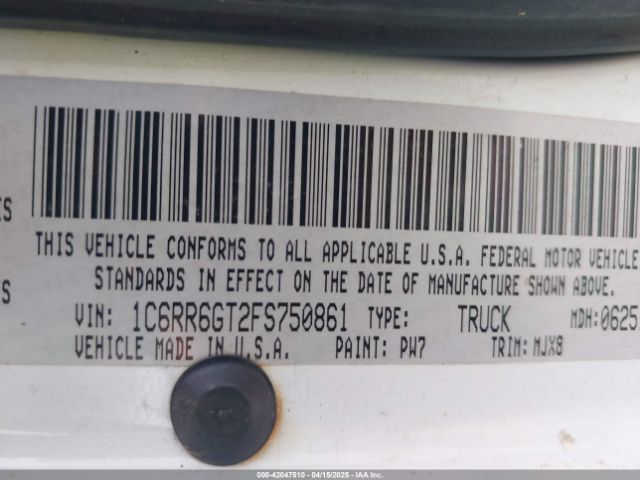 ES
THIS VEHICLE CONFORMS TO ALL APPLICABLE U.S.A. FEDERAL MOTOR VEHICLE
S
STANDARDS IN EFFECT ON THE DATE OF MANUFACTURE SHOWN ABOVE.
VIN: 1C6RR6GT2FS750861 TYPE: TRUCK MDH:0625
VEHICLE MADE IN U.S.A. PAINT: PW7 TRIM: MJX8
000-42047510 04/15/2025 - ©IAA Inc.